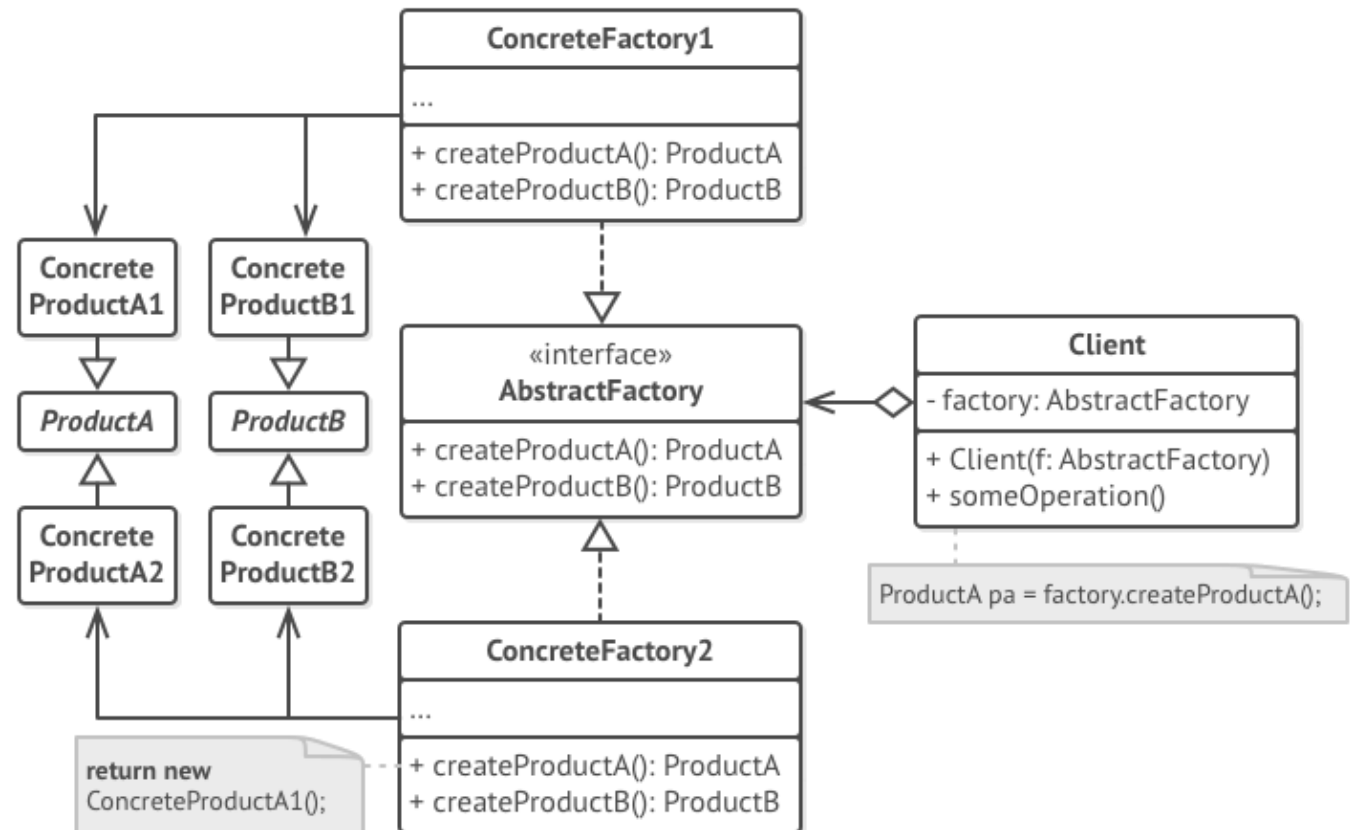 ConcreteFactory1
...
+ createProductA(): ProductA
+ createProductB(): ProductB
Concrete
ProductA1
Concrete
ProductB1
ProductA
ProductB
Concrete
ProductA2
Concrete
ProductB2
«interface»
AbstractFactory
+ createProductA(): ProductA
+ createProductB(): ProductB
Client
- factory: AbstractFactory
+ Client(f: AbstractFactory)
+ someOperation()
ProductA pa = factory.createProductA();
ConcreteFactory2
...
+ createProductA(): ProductA
+ createProductB(): ProductB
return new
ConcreteProductA1();